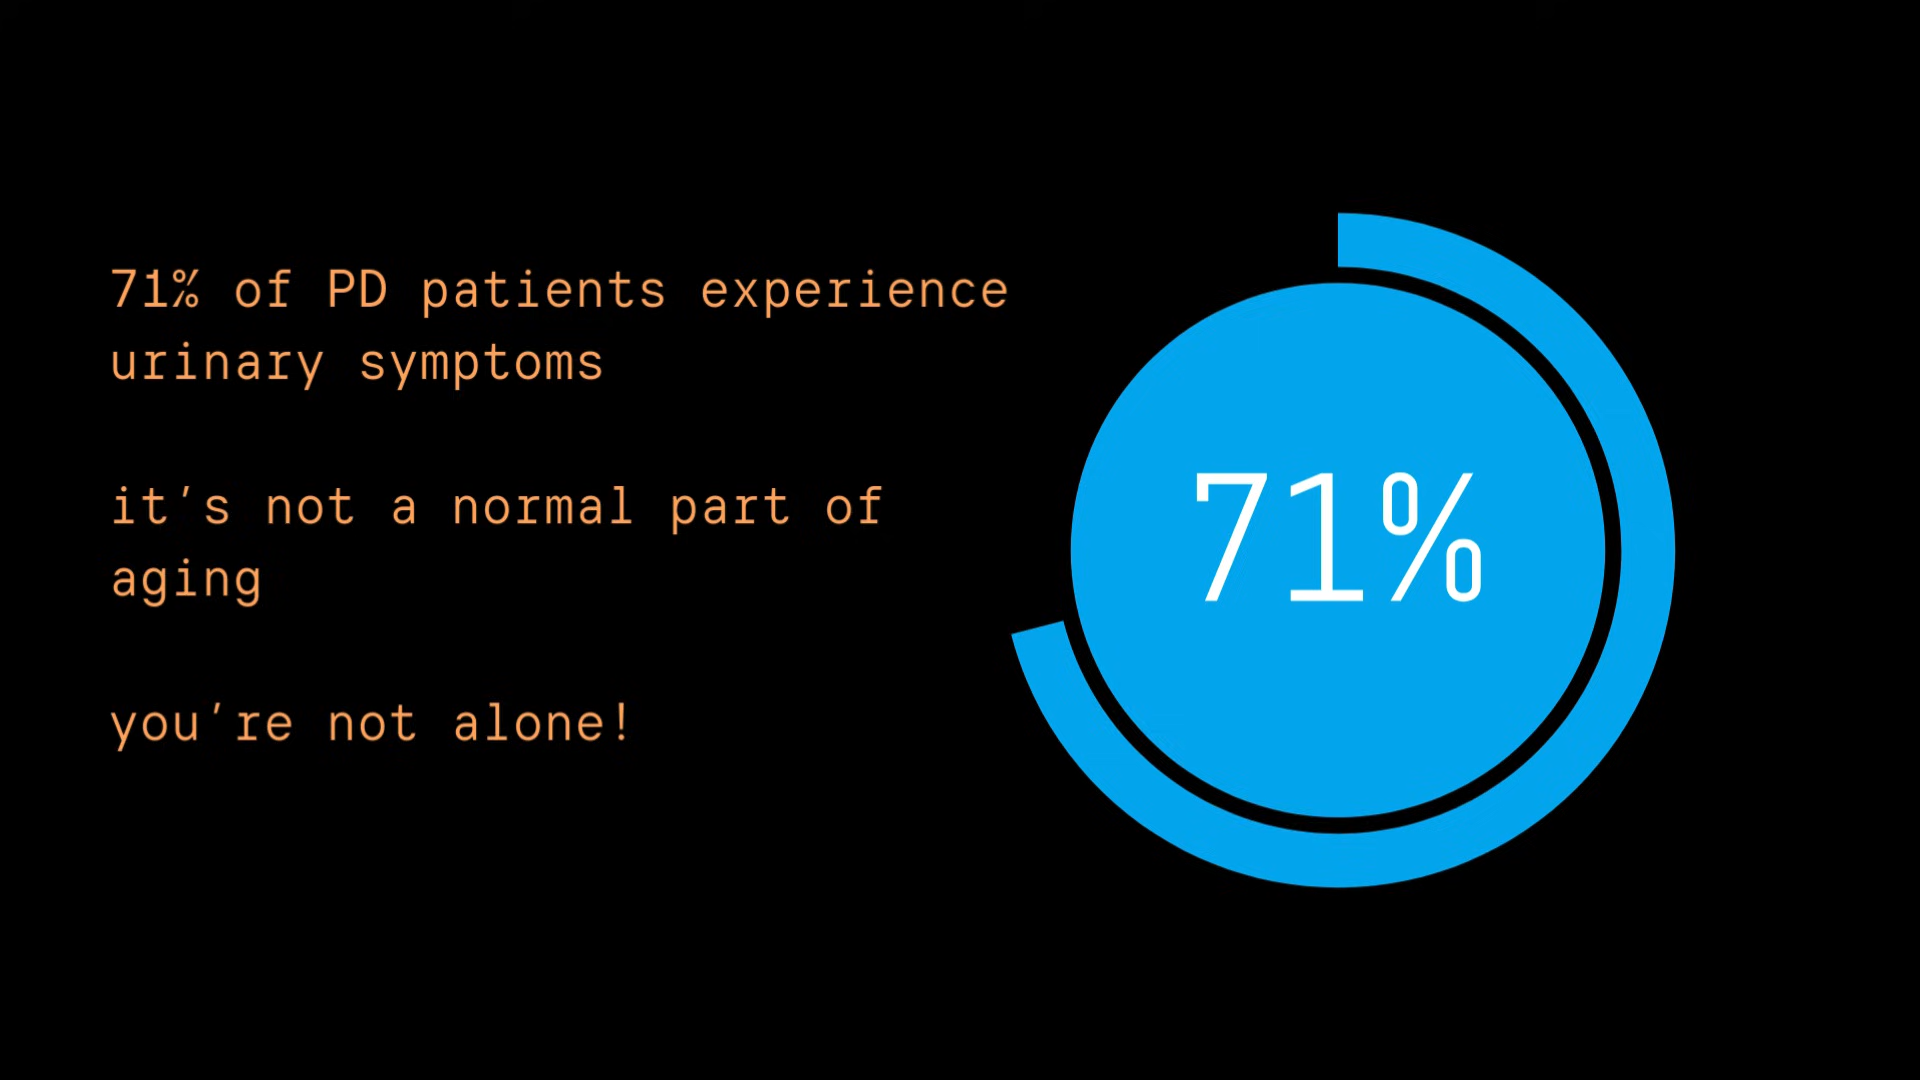 71% of PD patients experience
urinary symptoms
it’s not a normal part of
aging
you’re not alone!
71%